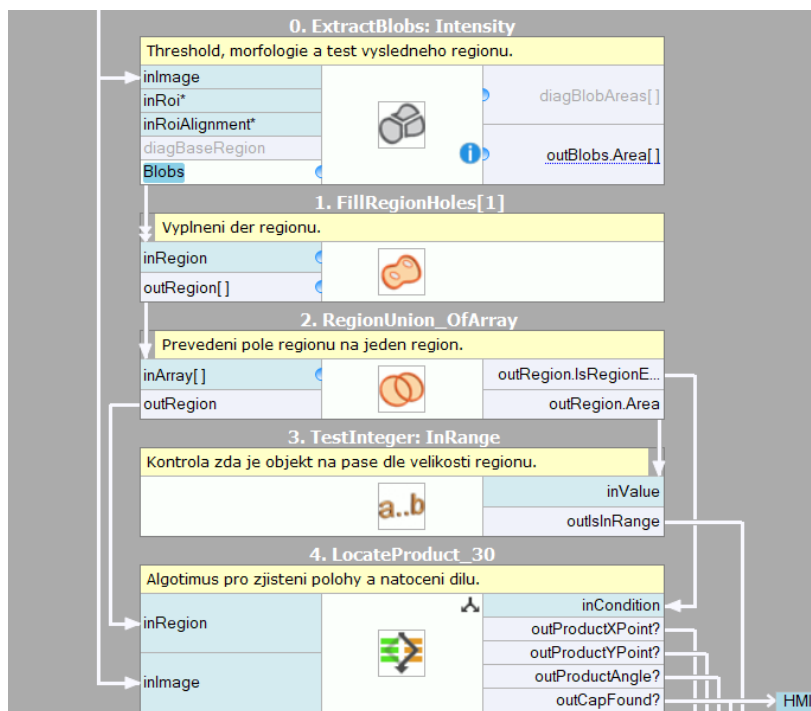 0. ExtractBlobs: Intensity
Threshold, morfologie a test vysledneho regionu.
inImage
inRoi*
diagBlobAreas[ ]
inRoiAlignment*
diagBaseRegion
outBlobs.Area[ ]
Blobs
1. FillRegionHoles[1]
Vyplneni der regionu.
inRegion
outRegion[ ]
2. RegionUnion_OfArray
Prevedeni pole regionu na jeden region.
inArray[ ]
outRegion.IsRegionE...
outRegion
outRegion.Area
3. TestInteger: InRange
Kontrola zda je objekt na pase dle velikosti regionu.
a..b
inValue
outIsInRange
4. LocateProduct_30
Algotimus pro zjisteni polohy a natoceni dilu.
inCondition
inRegion
outProductXPoint?
outProductYPoint?
inImage
outProductAngle?
outCapFound?
HMI